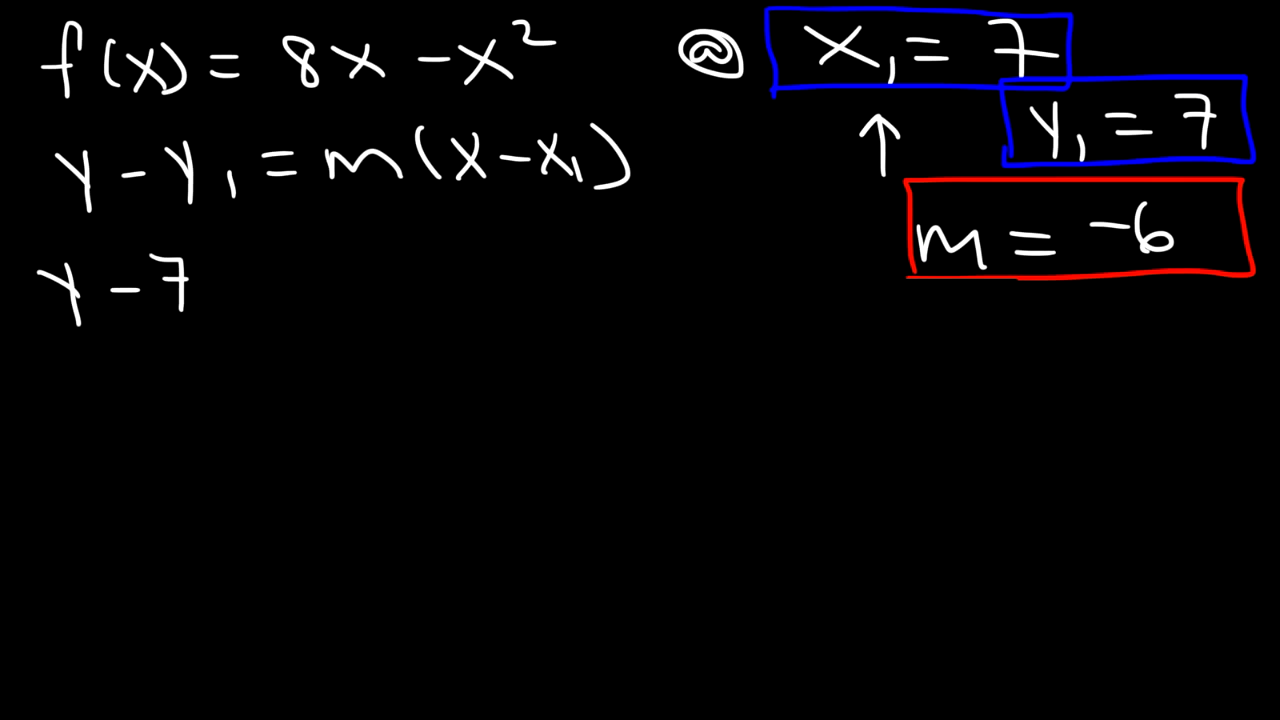 f(x) = 8x - x² @ x₁ = 7
y₁ = 7
y - y₁ = m(x - x₁)
m = -6
y - 7